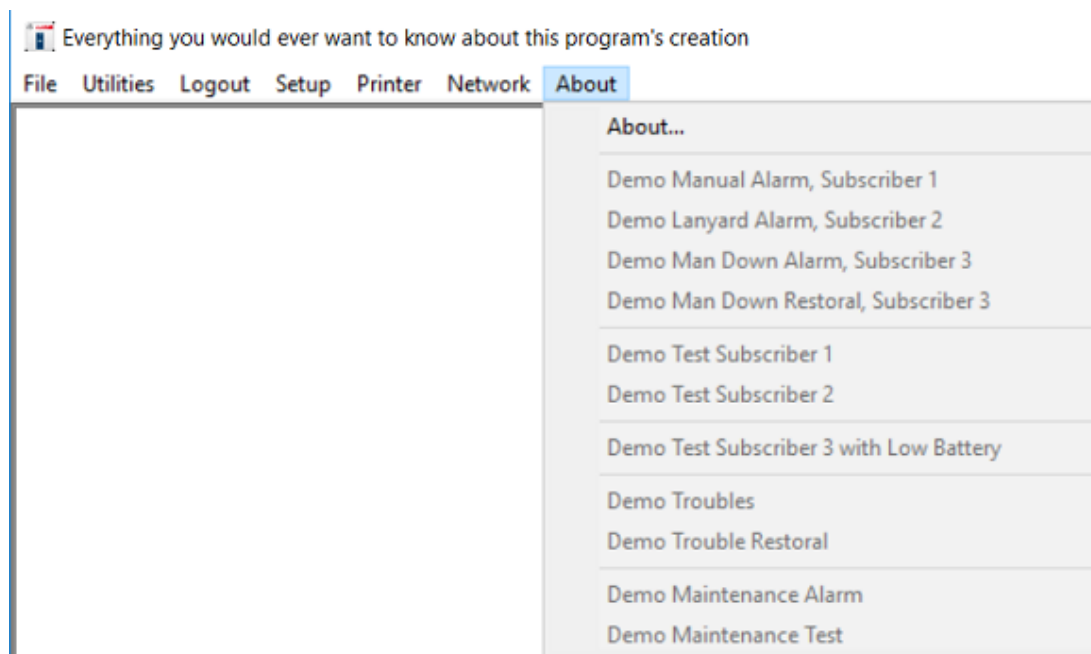 Everything you would ever want to know about this program's creation
File Utilities Logout Setup Printer Network About
About...
Demo Manual Alarm, Subscriber 1
Demo Lanyard Alarm, Subscriber 2
Demo Man Down Alarm, Subscriber 3
Demo Man Down Restoral, Subscriber 3
Demo Test Subscriber 1
Demo Test Subscriber 2
Demo Test Subscriber 3 with Low Battery
Demo Troubles
Demo Trouble Restoral
Demo Maintenance Alarm
Demo Maintenance Test